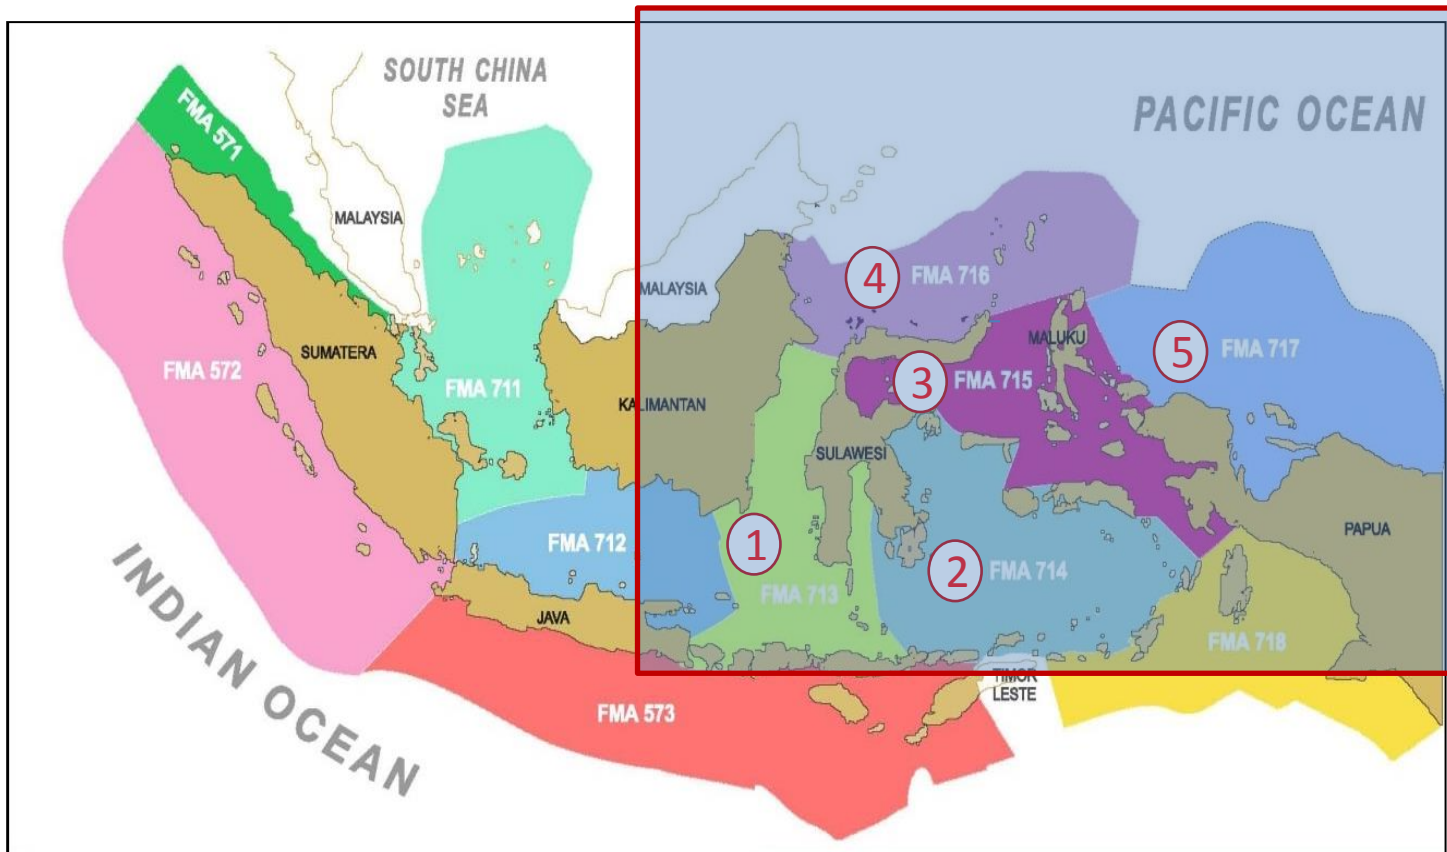 SOUTH CHINA
SEA
PACIFIC OCEAN
FMA 571
MALAYSIA
4
FMA 716
MALAYSIA
MALUKU
5
FMA 717
SUMATERA
FMA 572
FMA 711
3
FMA 715
KALIMANTAN
SULAWESI
PAPUA
FMA 712
1
2
FMA 714
FMA 713
JAVA
FMA 718
INDIAN OCEAN
TIMOR
LESTE
FMA 573